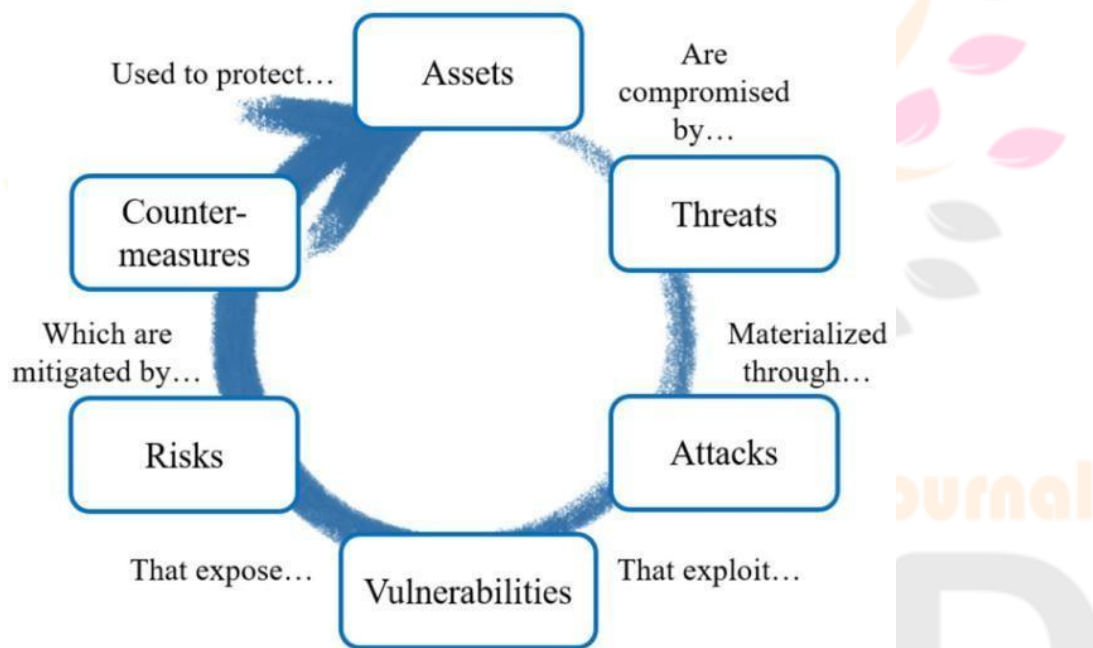 Assets
Are
compromised
by…
Threats
Materialized
through…
Attacks
That exploit…
Vulnerabilities
That expose…
Risks
Which are
mitigated by…
Counter-
measures
Used to protect…